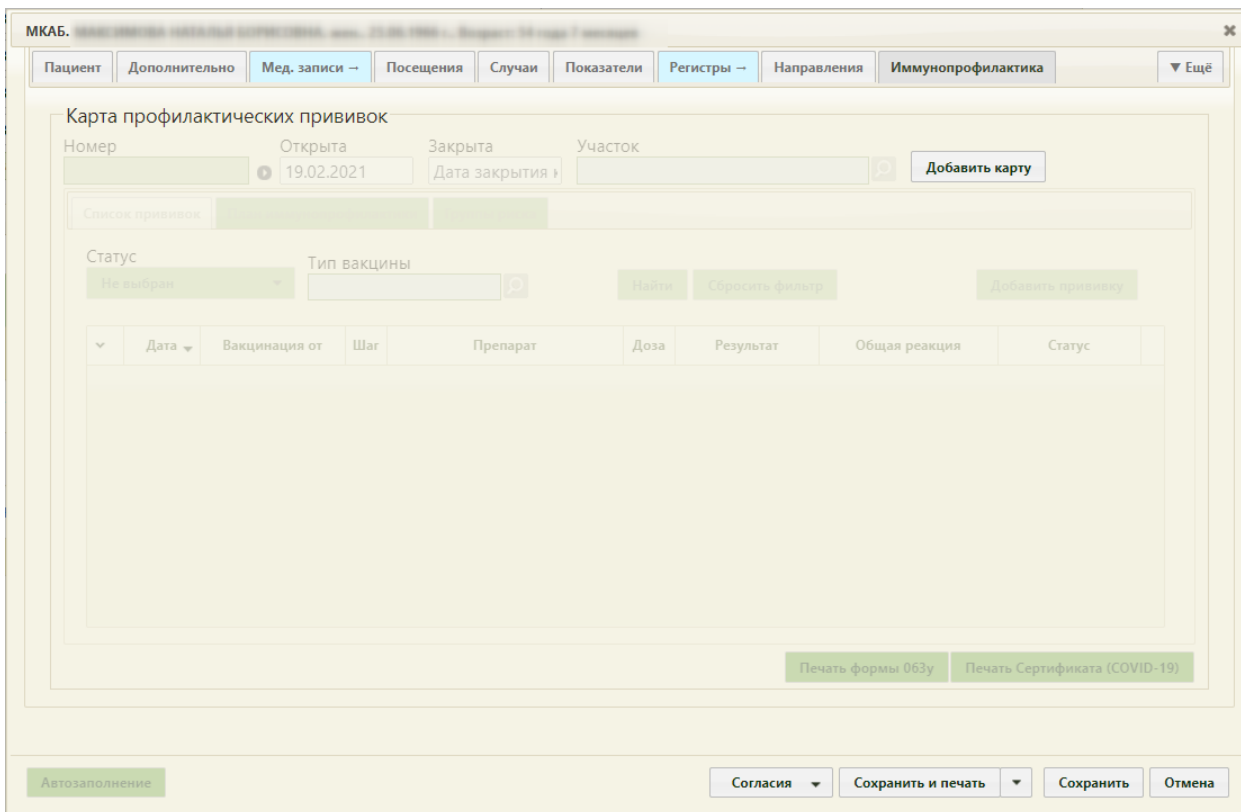 МКАБ.
Пациент Дополнительно Мед. записи → Посещения Случаи Показатели Регистры → Направления Иммунопрофилактика ▼ Ещё
Карта профилактических прививок
Номер Открыта Закрыта Участок
19.02.2021 Дата закрытия Добавить карту
Список прививок
Статус Тип вакцины
Не выбран Найти Сбросить фильтр Добавить прививку
Дата Вакцинация от Шаг Препарат Доза Результат Общая реакция Статус
Печать формы 063у Печать Сертификата (COVID-19)
Автозаполнение Согласия Сохранить и печать Сохранить Отмена